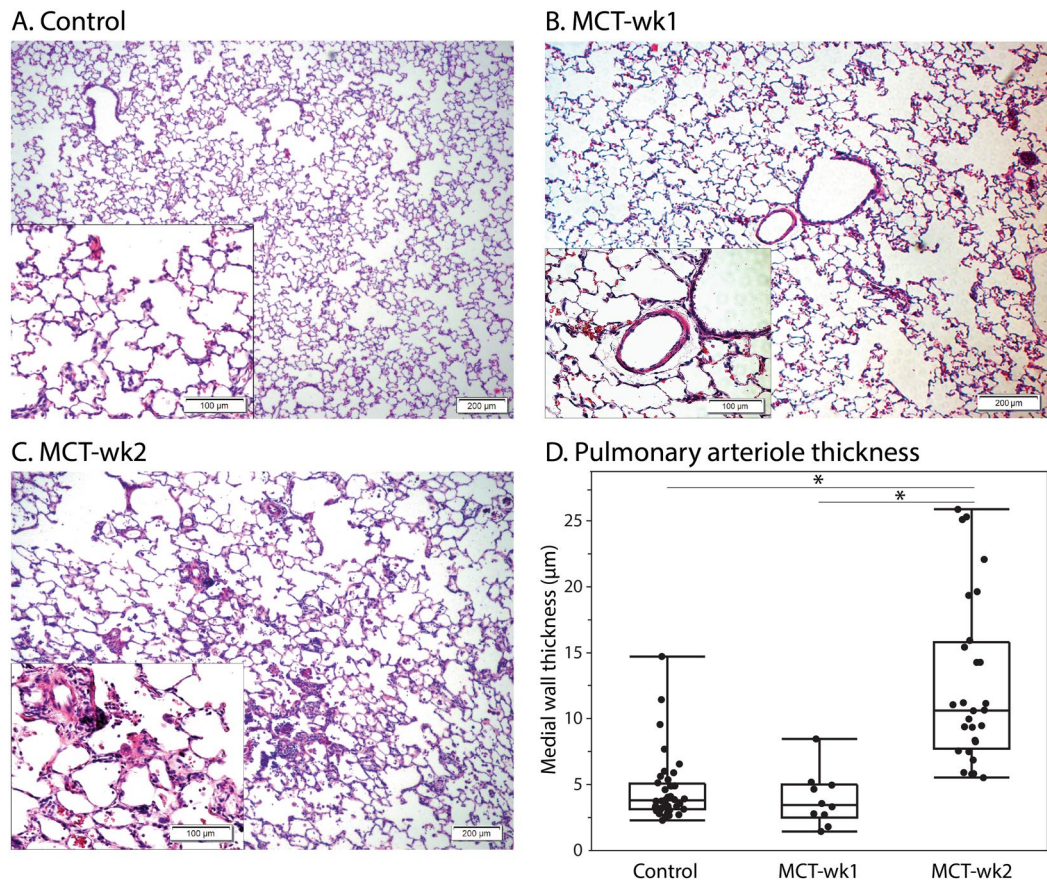 A. Control
B. MCT-wk1
100 µm
200 µm
100 µm
200 µm
C. MCT-wk2
D. Pulmonary arteriole thickness
100 µm
200 µm
Medial wall thickness (µm)
*
*
25
20
15
10
5
0
Control
MCT-wk1
MCT-wk2